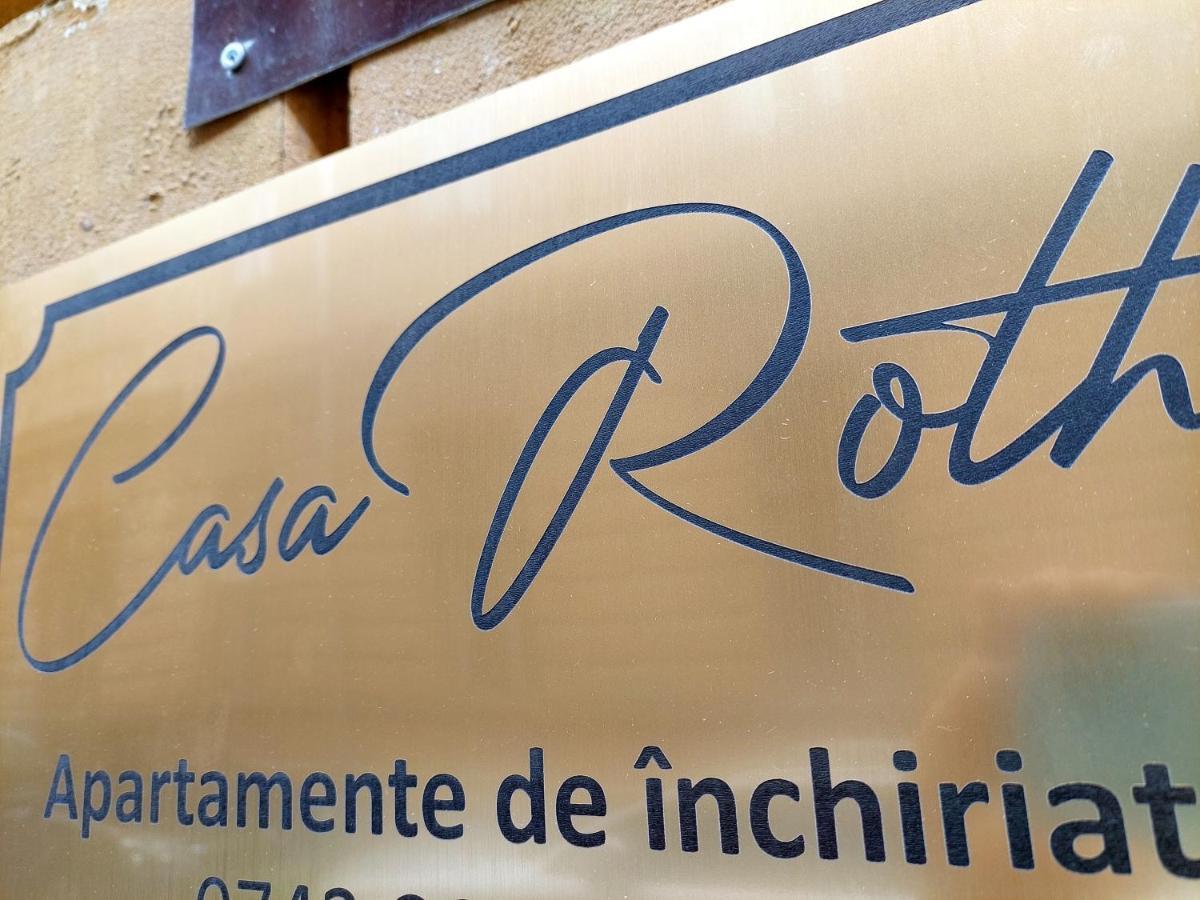 Casa Roth
Apartamente de închiriat